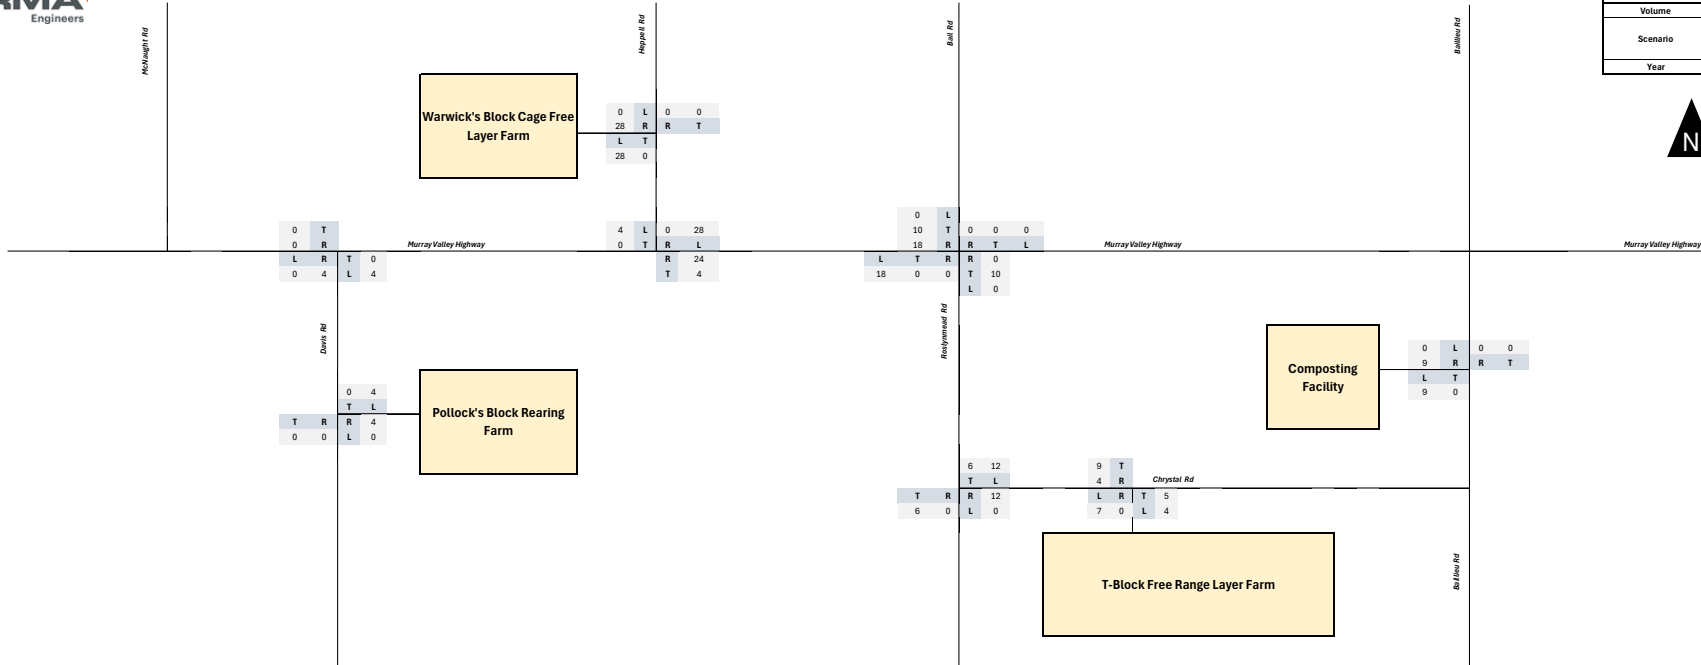 Engineers
Volume
Scenario
Year
N
McNaught Rd
Heppell Rd
Bail Rd
Baillieu Rd
Warwick's Block Cage Free
Layer Farm
0 L 0 0
28 R R T
L T
28 0
0 T
0 R
L R T 0
0 4 L 4
Murray Valley Highway
4 L 0 28
0 T R L
R 24
T 4
0 L
10 T 0 0 0
18 R R T L
L T R R 0
18 0 0 T 10
L 0
Murray Valley Highway
Murray Valley Highway
Davis Rd
Roslynmead Rd
0 4
T L
T R R 4
0 0 L 0
Pollock's Block Rearing
Farm
Composting
Facility
0 L 0 0
9 R R T
L T
9 0
6 12
T L
T R R 12
6 0 L 0
9 T
4 R
L R T 5
7 0 L 4
Chrystal Rd
T-Block Free Range Layer Farm
Baillieu Rd